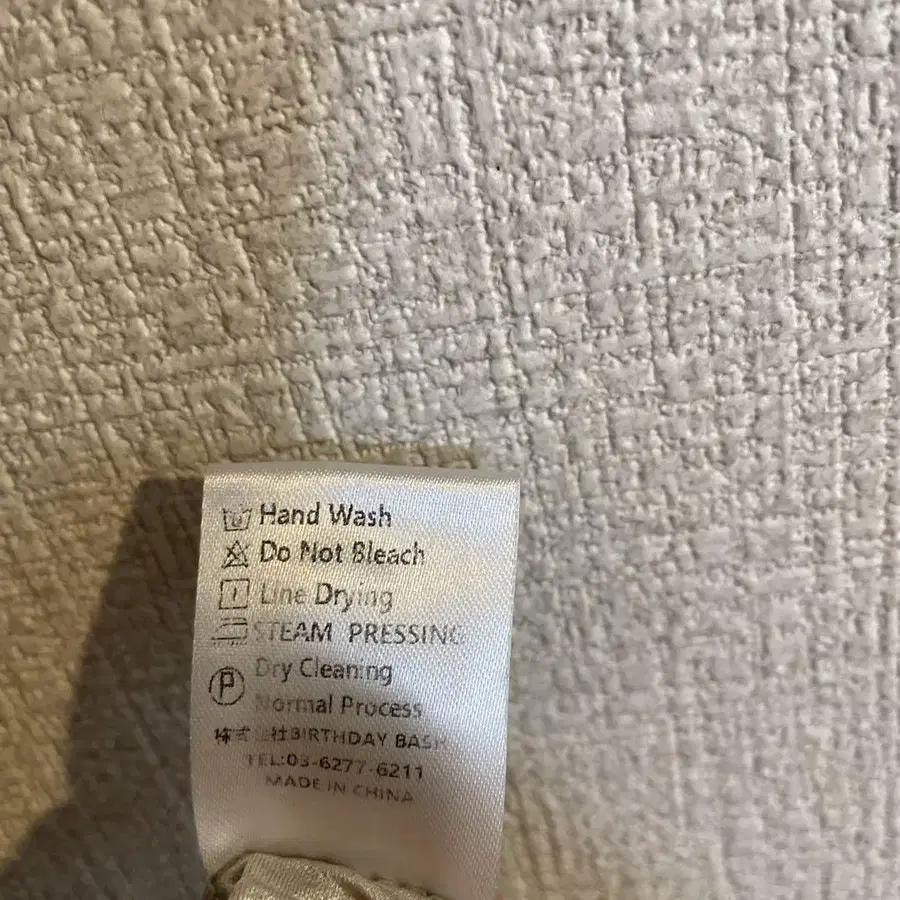 Hand Wash
Do Not Bleach
Line Drying
STEAM PRESSING
P
Dry Cleaning
Normal Process
株式会社BIRTHDAY BASH
TEL:03-6277-6211
MADE IN CHINA